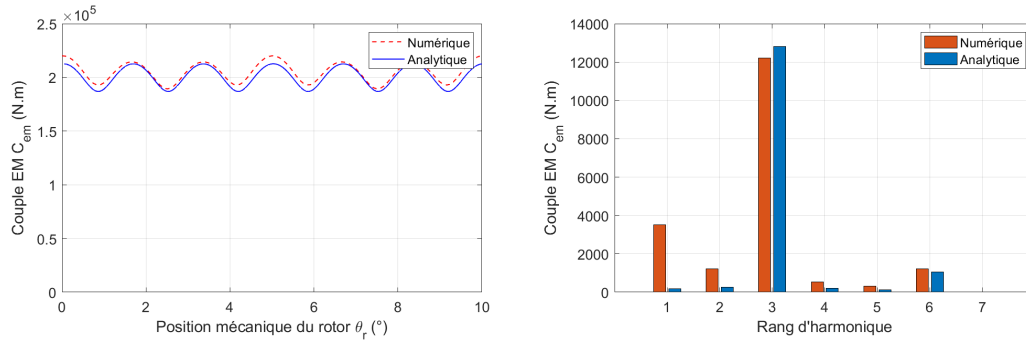 ×10^5
2.5
2
1.5
1
0.5
0
0 2 4 6 8 10
Couple EM C_em (N.m)
Position mécanique du rotor θ_r (°)
Numérique
Analytique
14000
12000
10000
8000
6000
4000
2000
0
1 2 3 4 5 6 7
Couple EM C_em (N.m)
Rang d'harmonique
Numérique
Analytique